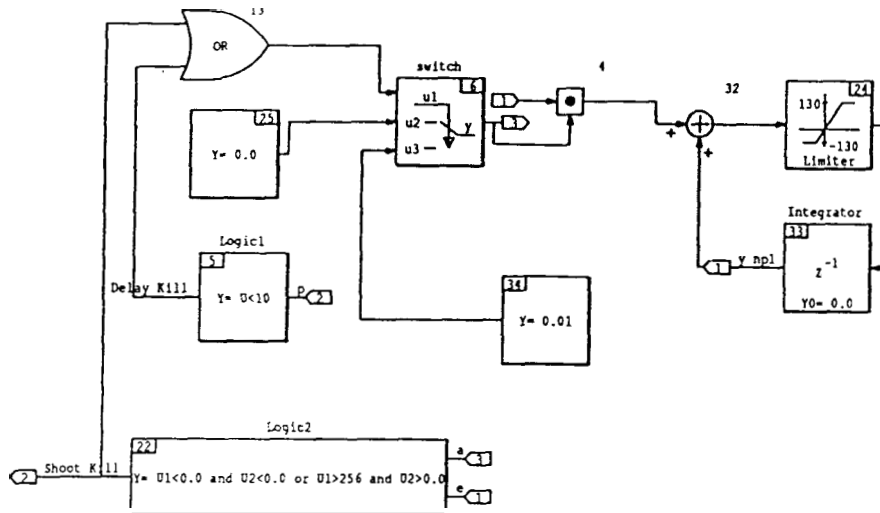 13
OR
switch
6
u1
u2
u3
y
1
3
4
32
+
+
24
130
-130
Limiter
25
Y= 0.0
Logic1
5
Y= U<10
Delay Kill
p
2
34
Y= 0.01
Integrator
33
z⁻¹
Y0= 0.0
y np1
1
Logic2
22
Y= U1<0.0 and U2<0.0 or U1>256 and U2>0.0
Shoot Kill
2
a
3
e
1